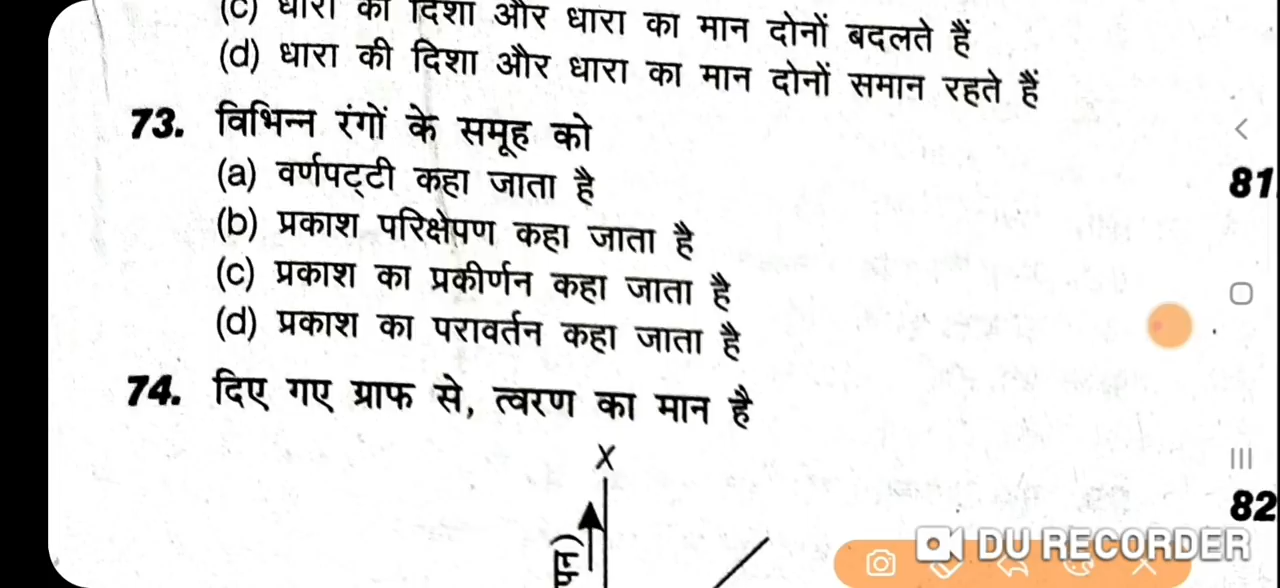 (c) धारा की दिशा और धारा का मान दोनों बदलते हैं
(d) धारा की दिशा और धारा का मान दोनों समान रहते हैं
73. विभिन्न रंगों के समूह को
(a) वर्णपट्टी कहा जाता है
(b) प्रकाश परिक्षेपण कहा जाता है
(c) प्रकाश का प्रकीर्णन कहा जाता है
(d) प्रकाश का परावर्तन कहा जाता है
74. दिए गए ग्राफ से, त्वरण का मान है
X
81
82
DU RECORDER